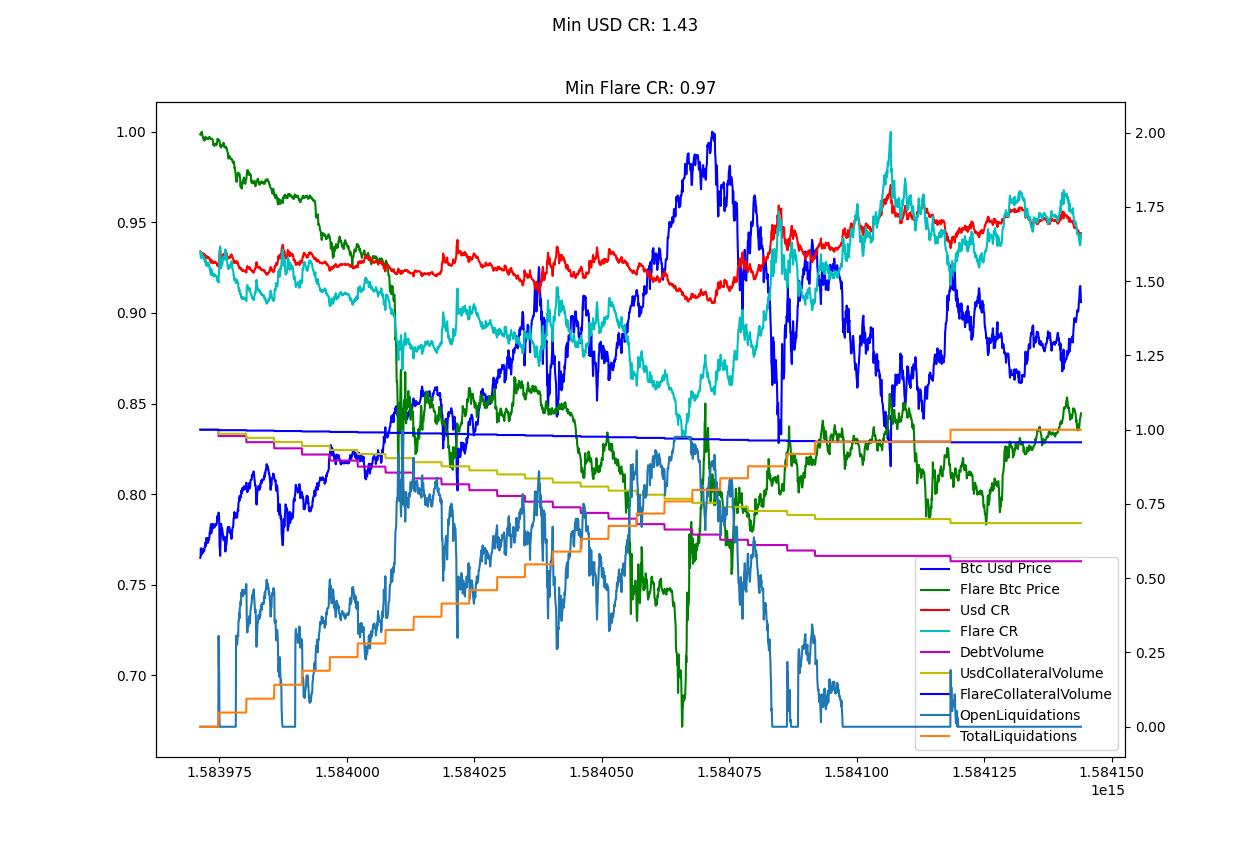 Min USD CR: 1.43
Min Flare CR: 0.97
1.00
0.95
0.90
0.85
0.80
0.75
0.70
2.00
1.75
1.50
1.25
1.00
0.75
0.50
0.25
0.00
Btc Usd Price
Flare Btc Price
Usd CR
Flare CR
DebtVolume
UsdCollateralVolume
FlareCollateralVolume
OpenLiquidations
TotalLiquidations
1.583975 1.584000 1.584025 1.584050 1.584075 1.584100 1.584125 1.584150
1e15